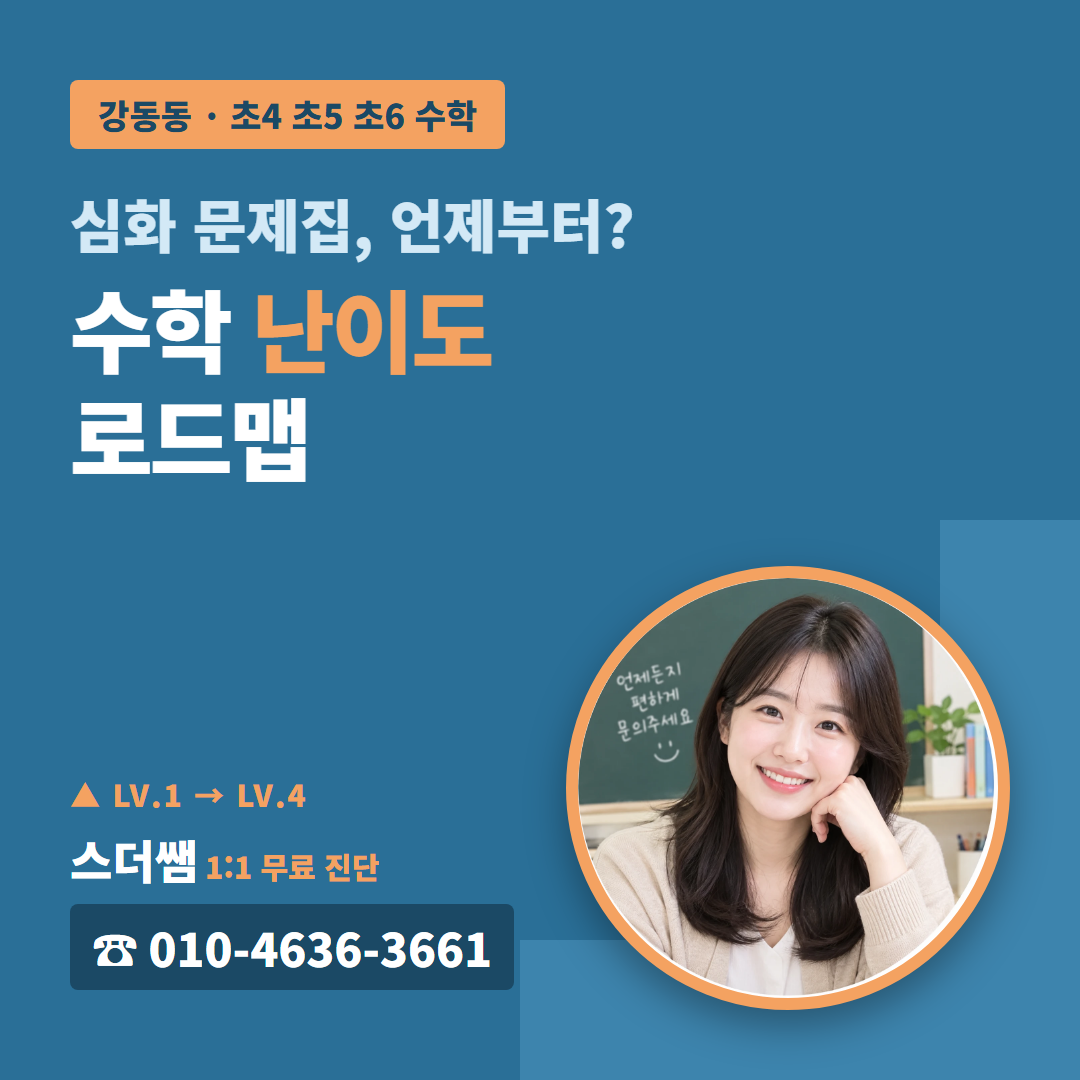 강동동 · 초4 초5 초6 수학
심화 문제집, 언제부터?
수학 난이도
로드맵
언제든지
편하게
문의주세요
▲ LV.1 → LV.4
스더쌤 1:1 무료 진단
☎ 010-4636-3661